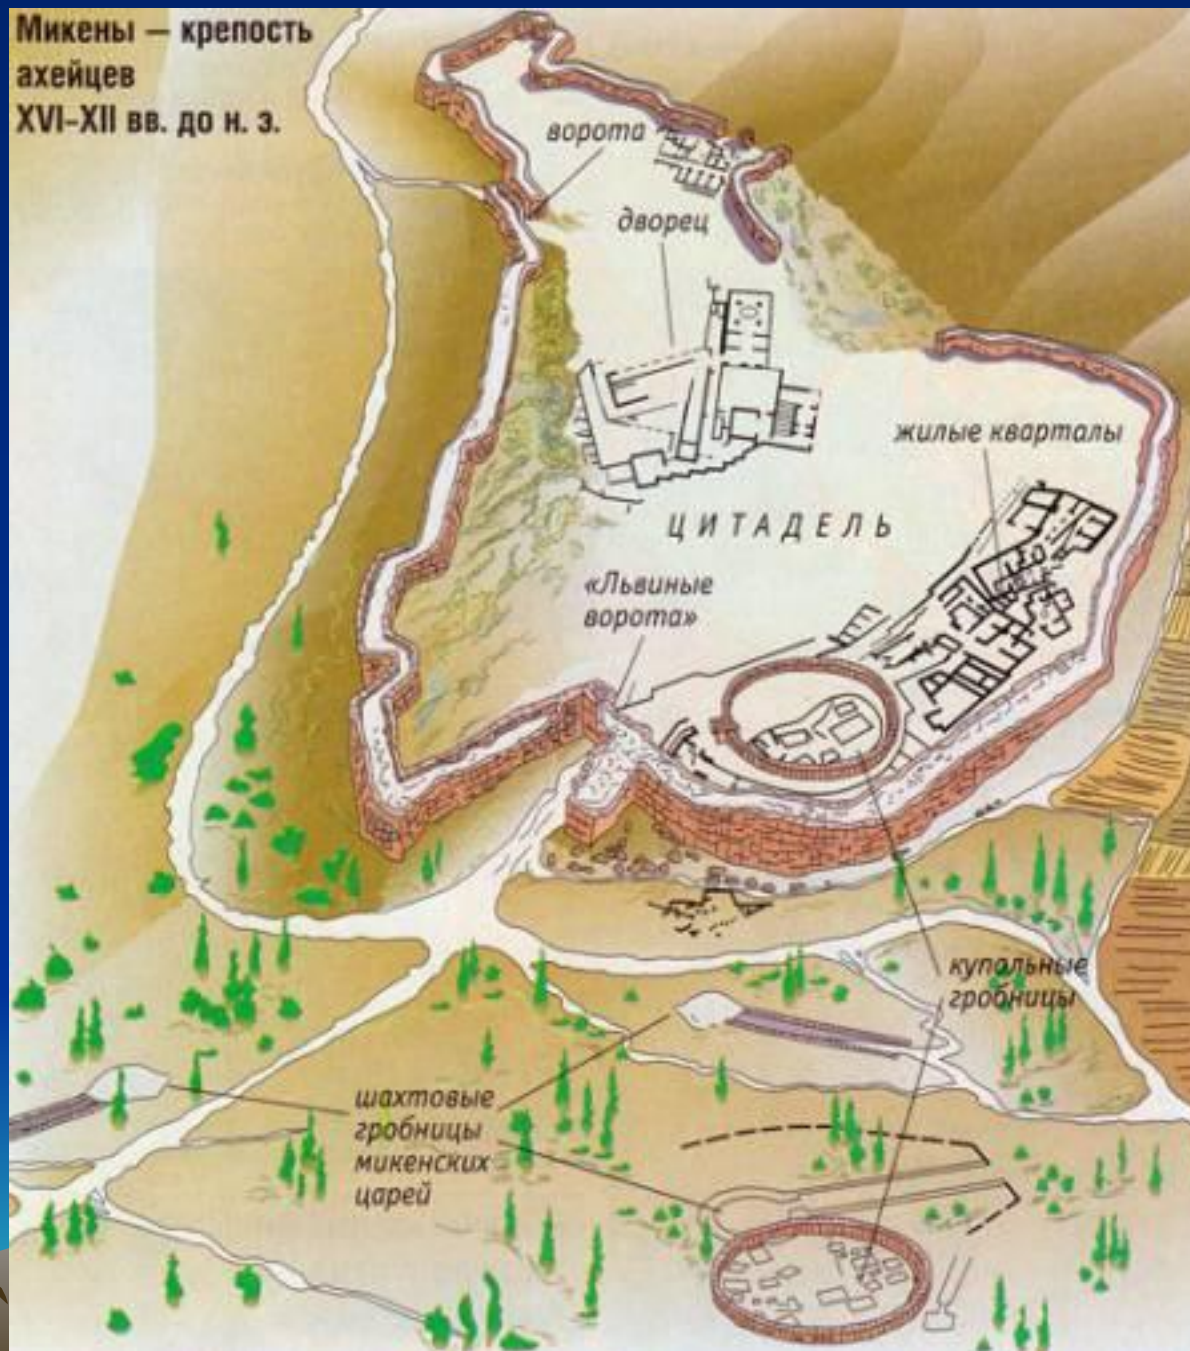 Микены — крепость
ахейцев
XVI–XII вв. до н. э.
ворота
дворец
жилые кварталы
ЦИТАДЕЛЬ
«Львиные
ворота»
купольные
гробницы
шахтовые
гробницы
микенских
царей